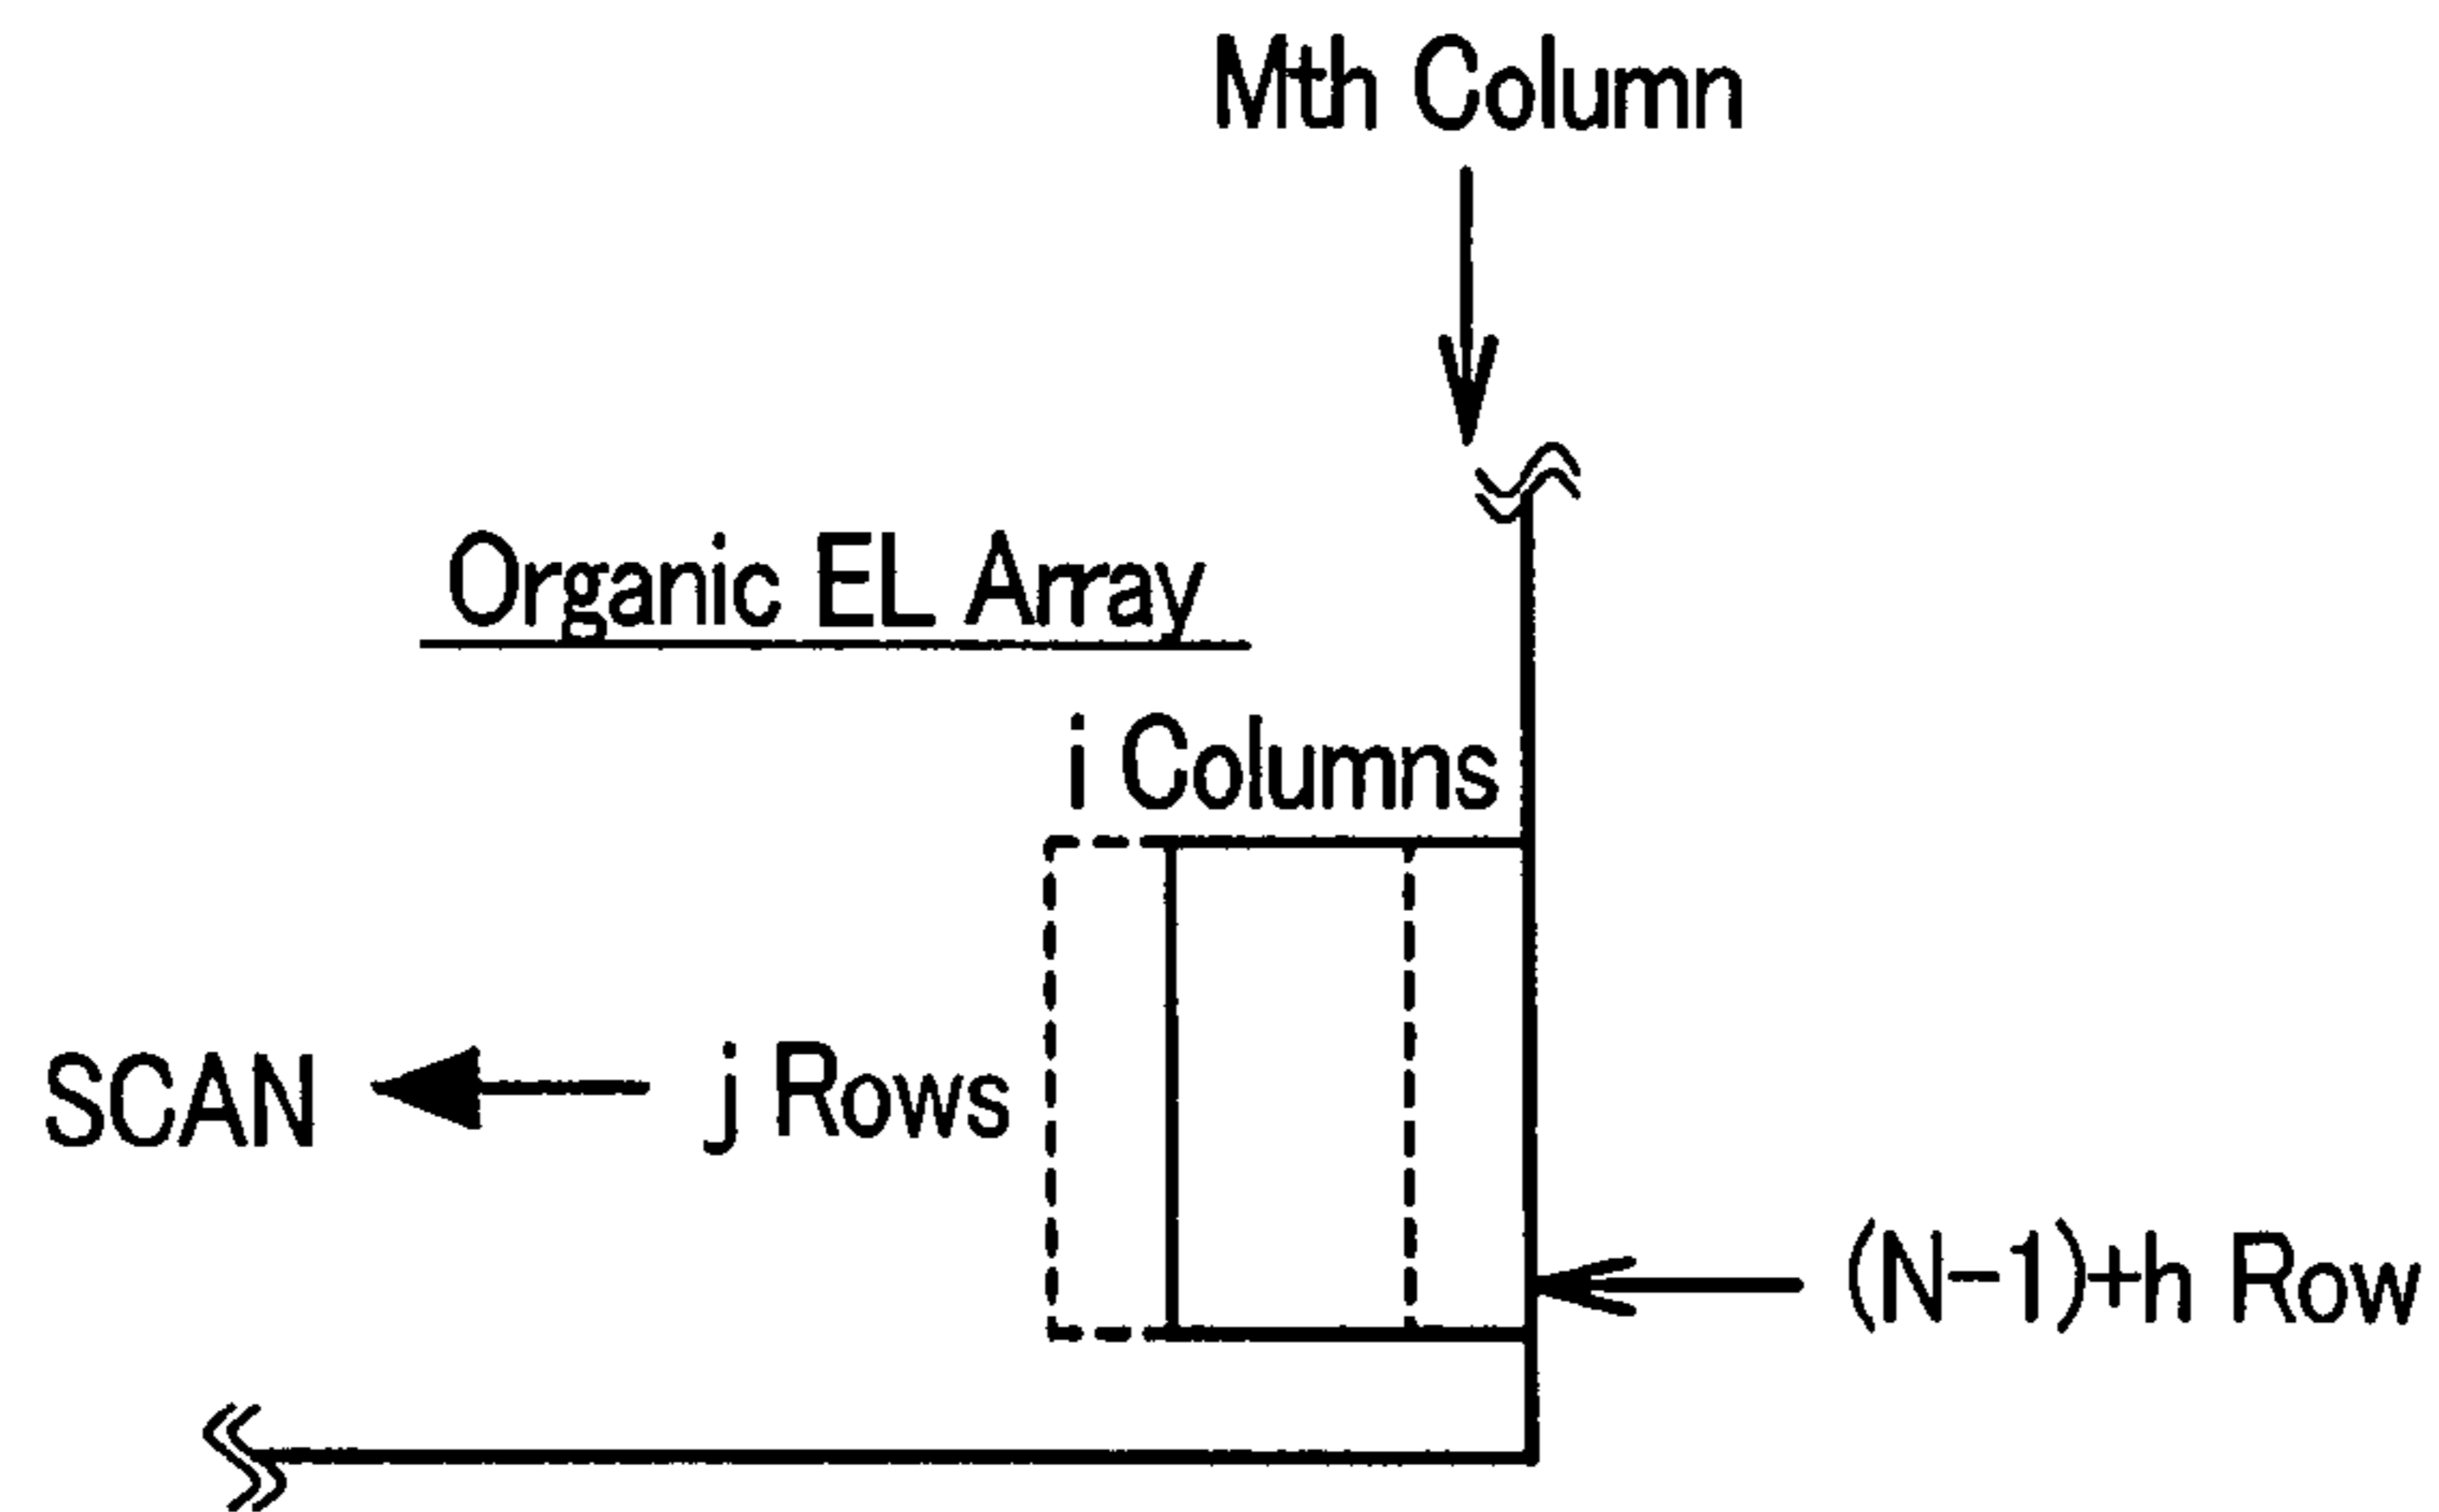 Mth Column
Organic EL Array
i Columns
SCAN
j Rows
(N-1)+h Row